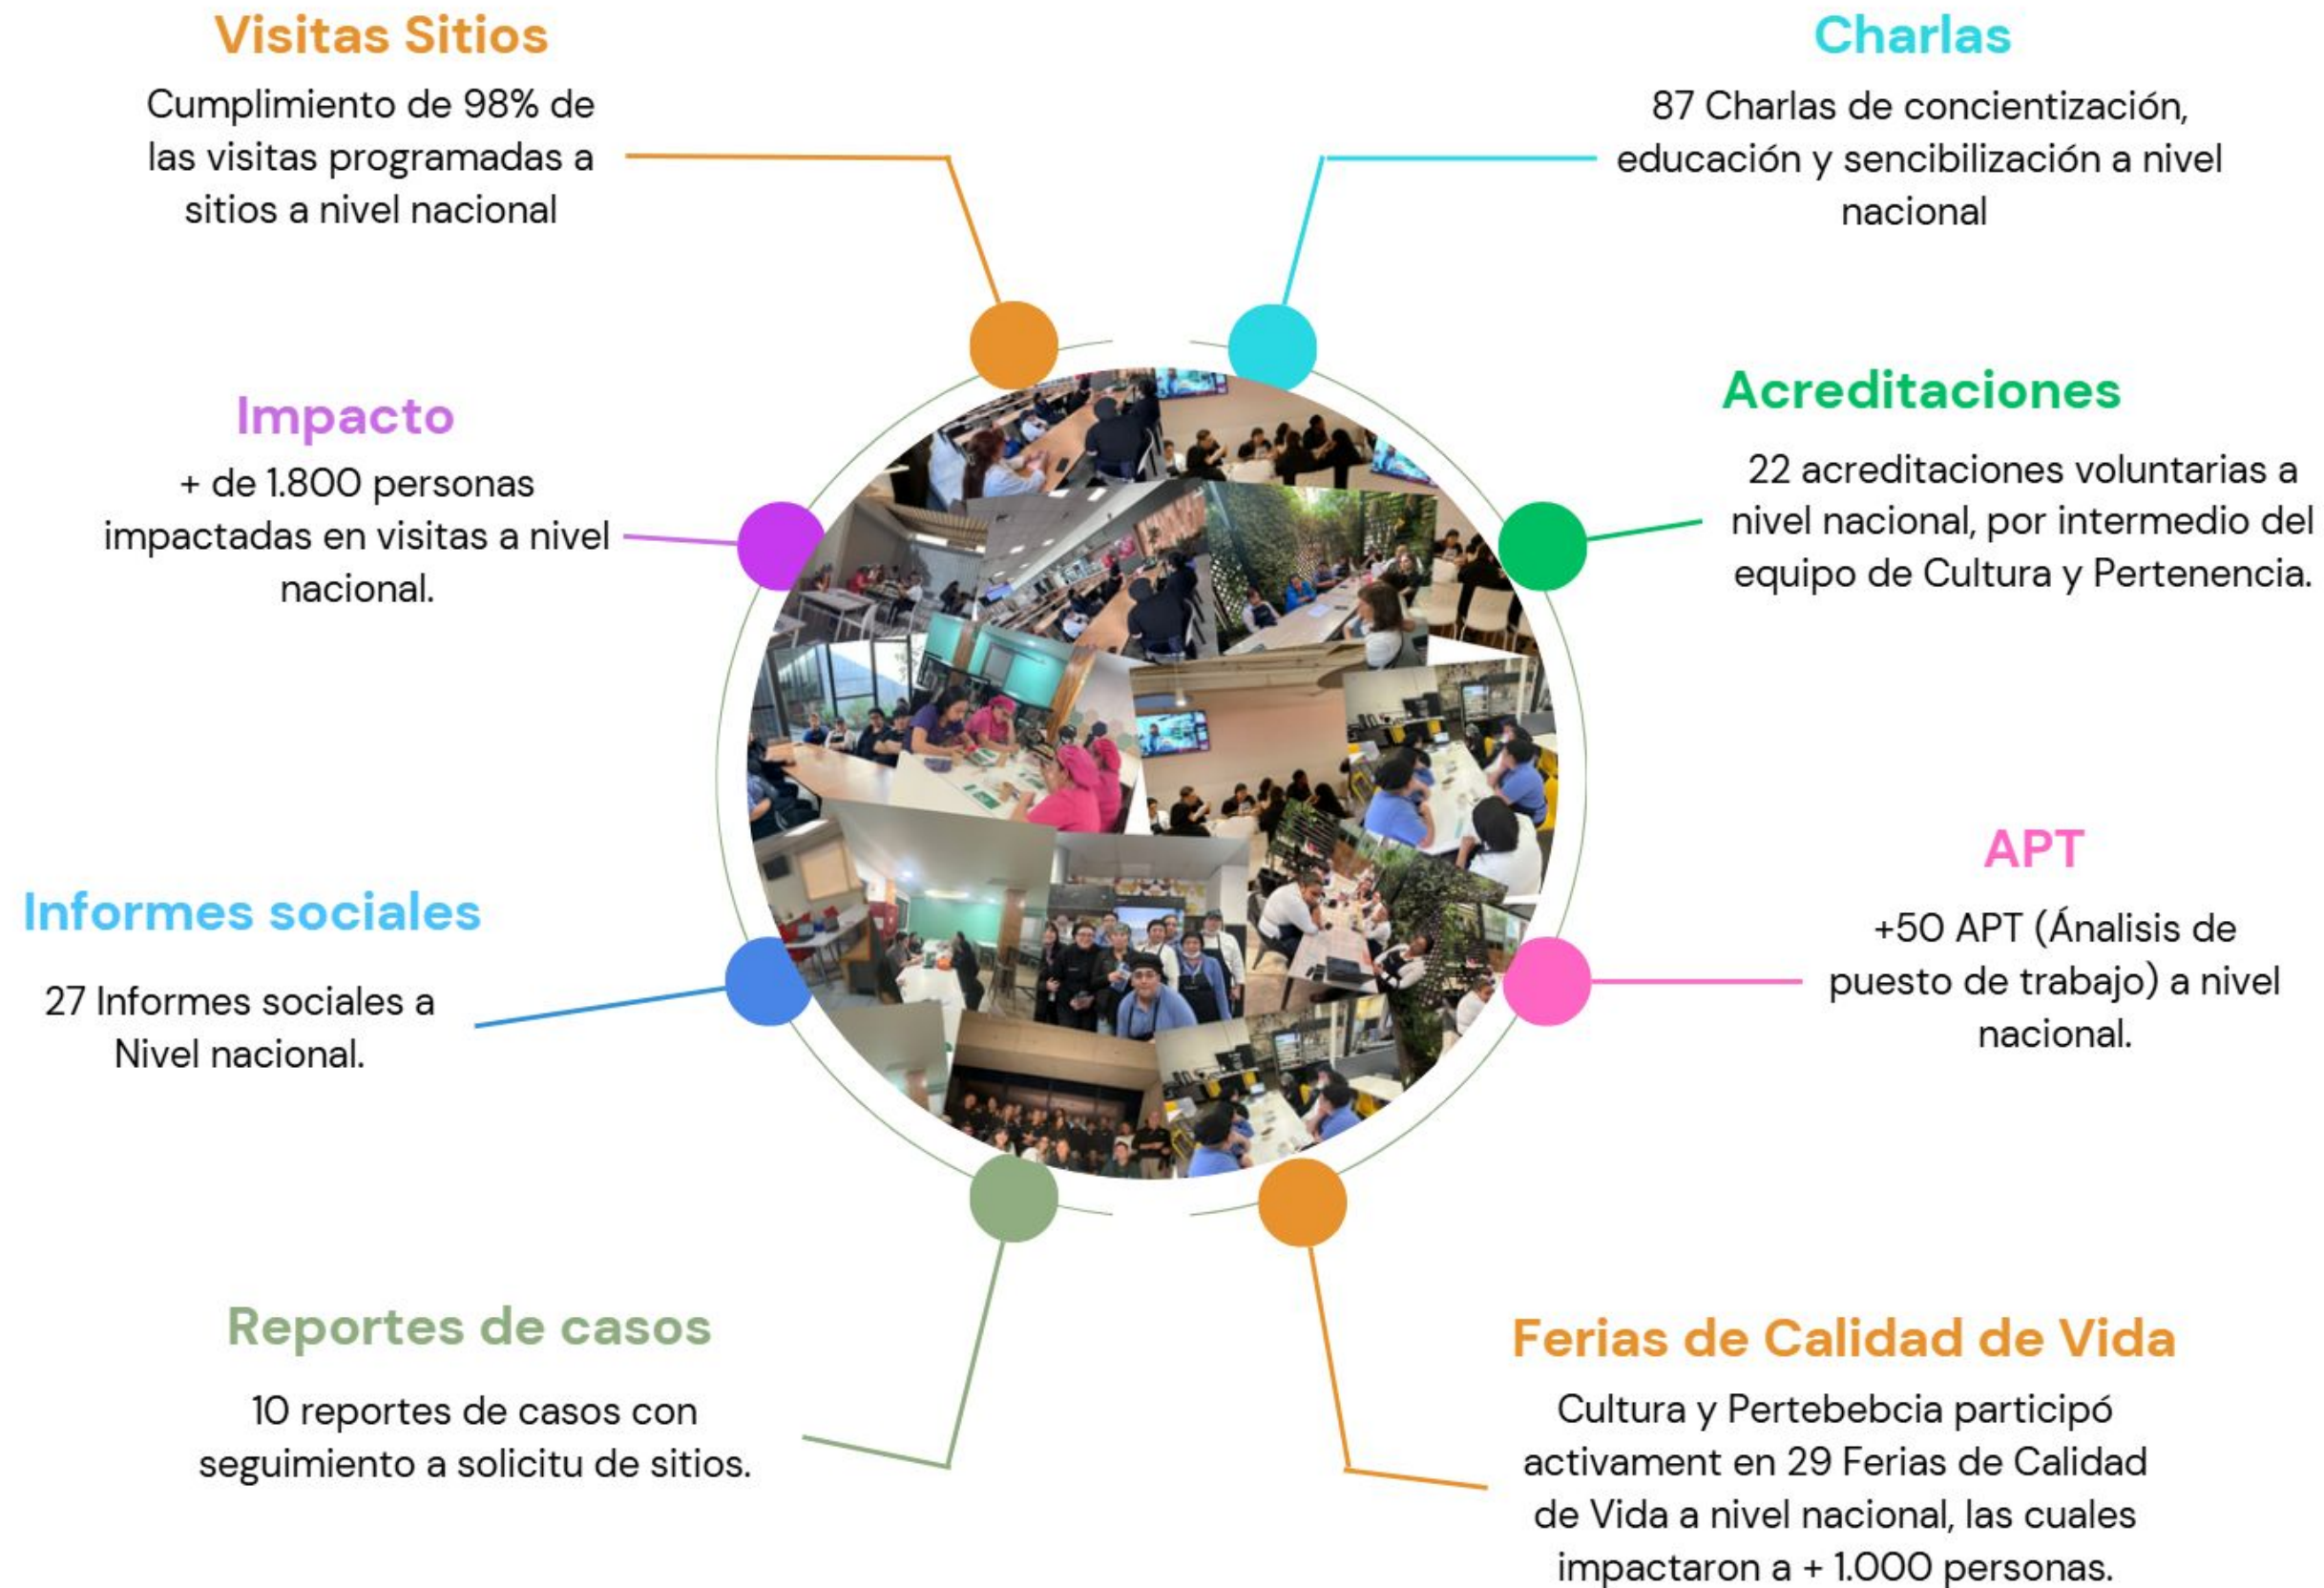 Visitas Sitios
Cumplimiento de 98% de
las visitas programadas a
sitios a nivel nacional
Charlas
87 Charlas de concientización,
educación y sencibilización a nivel
nacional
Impacto
+ de 1.800 personas
impactadas en visitas a nivel
nacional.
Acreditaciones
22 acreditaciones voluntarias a
nivel nacional, por intermedio del
equipo de Cultura y Pertenencia.
Informes sociales
27 Informes sociales a
Nivel nacional.
APT
+50 APT (Ánalisis de
puesto de trabajo) a nivel
nacional.
Reportes de casos
10 reportes de casos con
seguimiento a solicitu de sitios.
Ferias de Calidad de Vida
Cultura y Pertebebcia participó
activament en 29 Ferias de Calidad
de Vida a nivel nacional, las cuales
impactaron a + 1.000 personas.